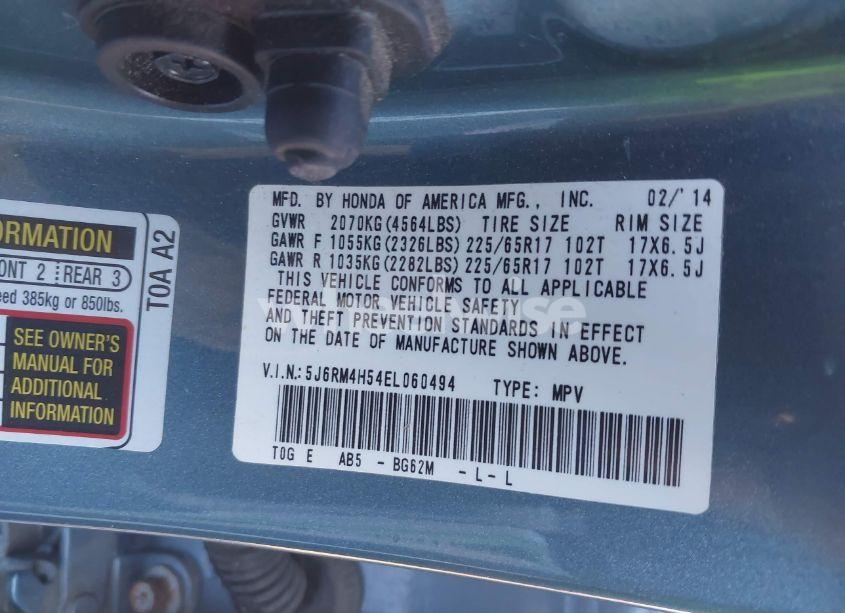 ORMATION
ONT 2 REAR 3
eed 385kg or 850lbs.
SEE OWNER'S
MANUAL FOR
ADDITIONAL
INFORMATION
T0A A2
MFD. BY HONDA OF AMERICA MFG., INC. 02/'14
GVWR 2070KG(4564LBS) TIRE SIZE RIM SIZE
GAWR F 1055KG(2326LBS) 225/65R17 102T 17X6.5J
GAWR R 1035KG(2282LBS) 225/65R17 102T 17X6.5J
THIS VEHICLE CONFORMS TO ALL APPLICABLE
FEDERAL MOTOR VEHICLE SAFETY
AND THEFT PREVENTION STANDARDS IN EFFECT
ON THE DATE OF MANUFACTURE SHOWN ABOVE.
V.I.N.:5J6RM4H54EL060494 TYPE: MPV
T0G E AB5 - BG62M - L - L